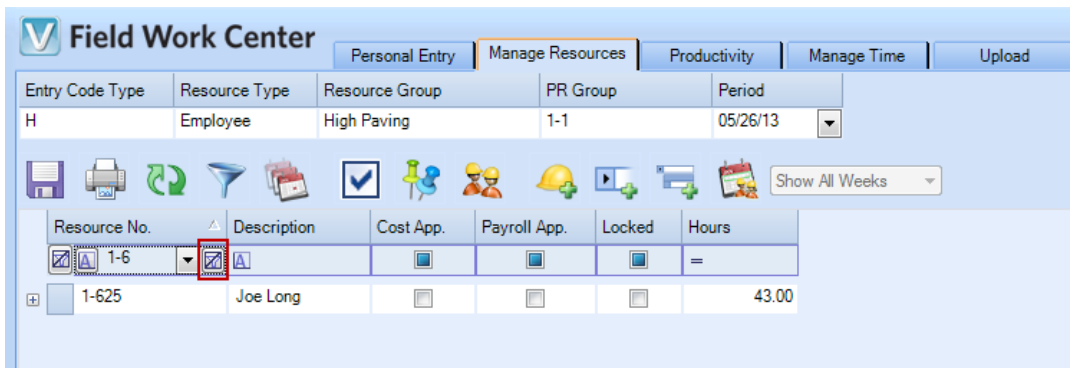 V Field Work Center
Personal Entry Manage Resources Productivity Manage Time Upload
Entry Code Type Resource Type Resource Group PR Group Period
H Employee High Paving 1-1 05/26/13
Show All Weeks
Resource No. Description Cost App. Payroll App. Locked Hours
A 1-6 A =
1-625 Joe Long 43.00